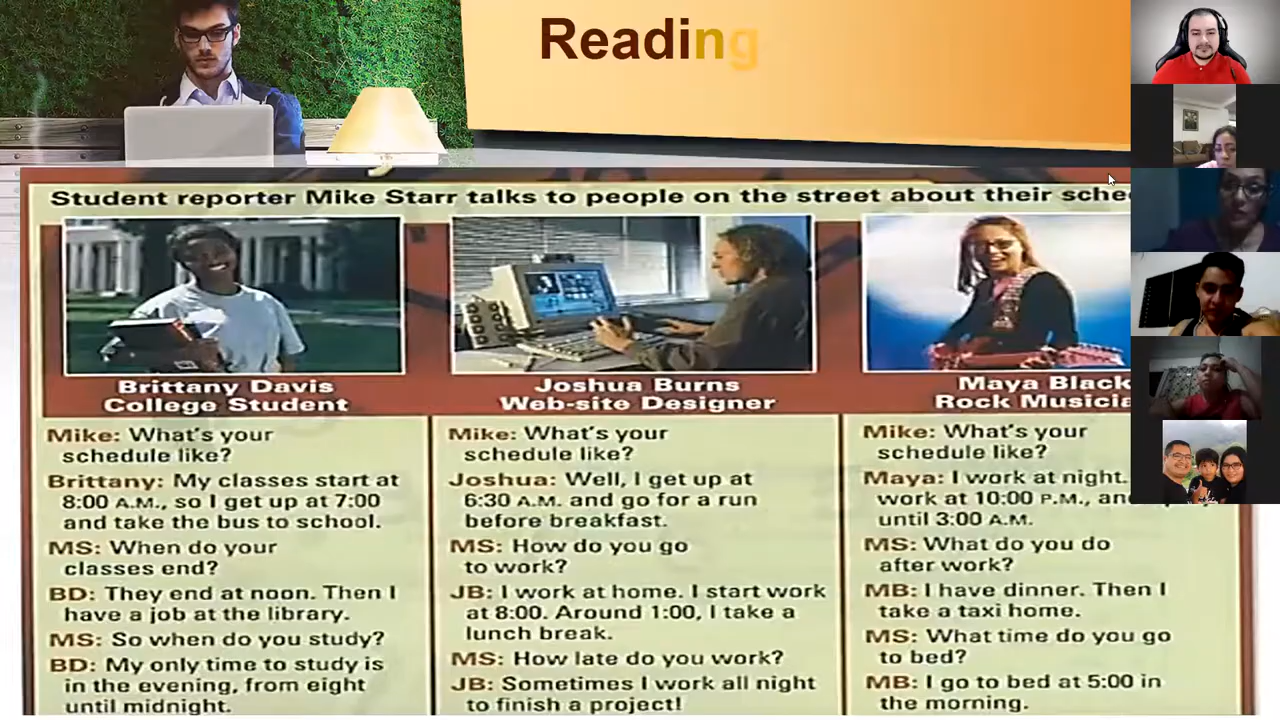 Reading
Student reporter Mike Starr talks to people on the street about their
Brittany Davis
College Student
Mike: What's your
schedule like?
Brittany: My classes start at
8:00 A.M., so I get up at 7:00
and take the bus to school.
MS: When do your
classes end?
BD: They end at noon. Then I
have a job at the library.
MS: So when do you study?
BD: My only time to study is
in the evening, from eight
until midnight.
Joshua Burns
Web-site Designer
Mike: What's your
schedule like?
Joshua: Well, I get up at
6:30 A.M. and go for a run
before breakfast.
MS: How do you go
to work?
JB: I work at home. I start work
at 8:00. Around 1:00, I take a
lunch break.
MS: How late do you work?
JB: Sometimes I work all night
to finish a project!
Maya Black
Rock
Mike: What's your
schedule like?
Maya: I work at night.
work at 10:00 P.M.,
until 3:00 A.M.
MS: What do you do
after work?
MB: I have dinner. Then I
take a taxi home.
MS: What time do you go
to bed?
MB: I go to bed at 5:00 in
the morning.